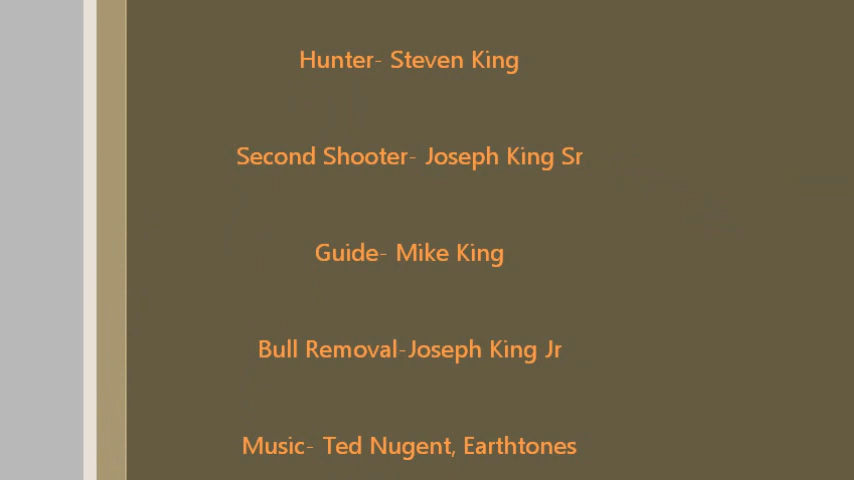 Hunter- Steven King
Second Shooter- Joseph King Sr
Guide- Mike King
Bull Removal-Joseph King Jr
Music- Ted Nugent, Earthtones